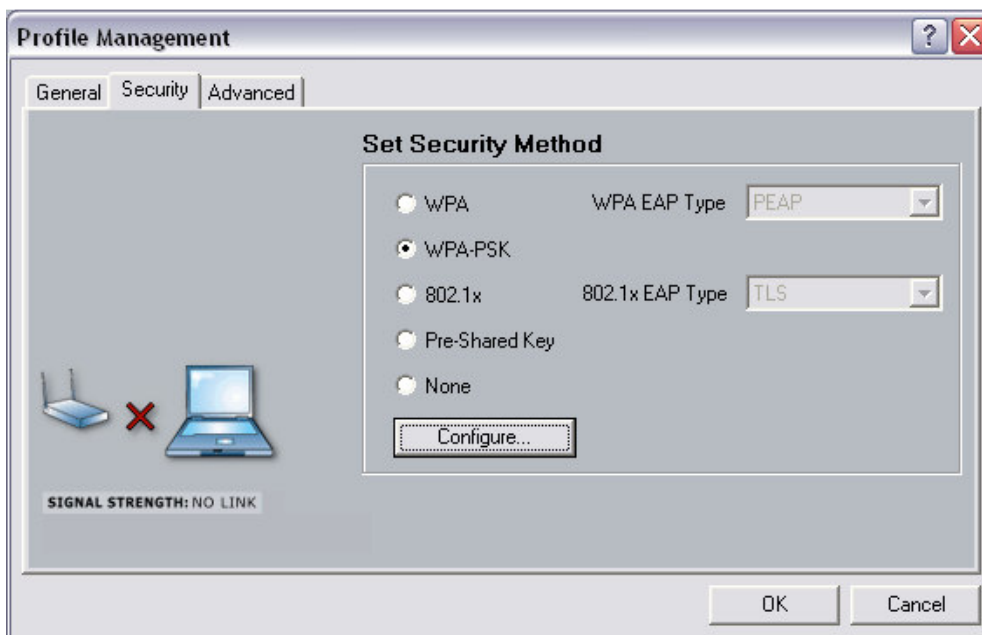 Profile Management
General Security Advanced
Set Security Method
WPA WPA EAP Type PEAP
WPA-PSK
802.1x 802.1x EAP Type TLS
Pre-Shared Key
None
Configure...
SIGNAL STRENGTH: NO LINK
OK Cancel